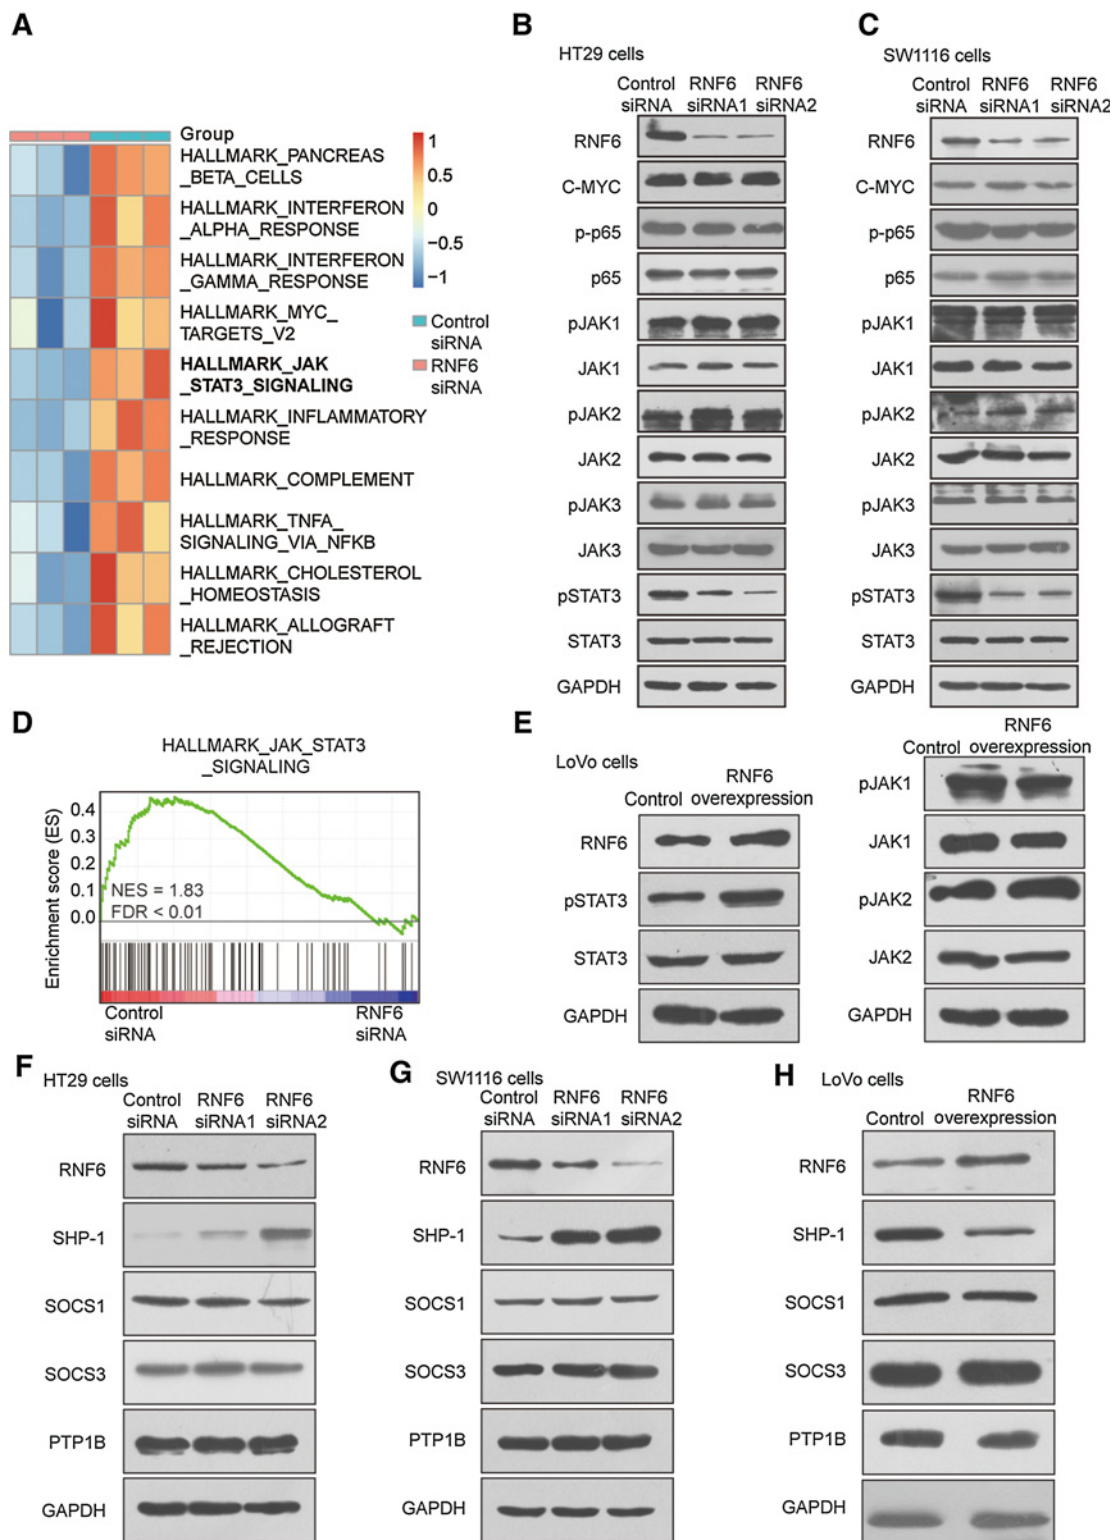 A
Group
HALLMARK_PANCREAS
_BETA_CELLS
HALLMARK_INTERFERON
_ALPHA_RESPONSE
HALLMARK_INTERFERON
_GAMMA_RESPONSE
HALLMARK_MYC_
TARGETS_V2
HALLMARK_JAK
_STAT3_SIGNALING
HALLMARK_INFLAMMATORY
_RESPONSE
HALLMARK_COMPLEMENT
HALLMARK_TNFA_
SIGNALING_VIA_NFKB
HALLMARK_CHOLESTEROL
_HOMEOSTASIS
HALLMARK_ALLOGRAFT
_REJECTION
1
0.5
0
−0.5
−1
Control
siRNA
RNF6
siRNA
B
HT29 cells
Control RNF6 RNF6
siRNA siRNA1 siRNA2
RNF6
C-MYC
p-p65
p65
pJAK1
JAK1
pJAK2
JAK2
pJAK3
JAK3
pSTAT3
STAT3
GAPDH
C
SW1116 cells
Control RNF6 RNF6
siRNA siRNA1 siRNA2
RNF6
C-MYC
p-p65
p65
pJAK1
JAK1
pJAK2
JAK2
pJAK3
JAK3
pSTAT3
STAT3
GAPDH
D
HALLMARK_JAK_STAT3
_SIGNALING
Enrichment score (ES)
0.4
0.3
0.2
0.1
0.0
NES = 1.83
FDR < 0.01
Control
siRNA
RNF6
siRNA
E
LoVo cells
RNF6
Control overexpression
RNF6
pSTAT3
STAT3
GAPDH
RNF6
Control overexpression
pJAK1
JAK1
pJAK2
JAK2
GAPDH
F
HT29 cells
Control RNF6 RNF6
siRNA siRNA1 siRNA2
RNF6
SHP-1
SOCS1
SOCS3
PTP1B
GAPDH
G
SW1116 cells
Control RNF6 RNF6
siRNA siRNA1 siRNA2
RNF6
SHP-1
SOCS1
SOCS3
PTP1B
GAPDH
H
LoVo cells
RNF6
Control overexpression
RNF6
SHP-1
SOCS1
SOCS3
PTP1B
GAPDH